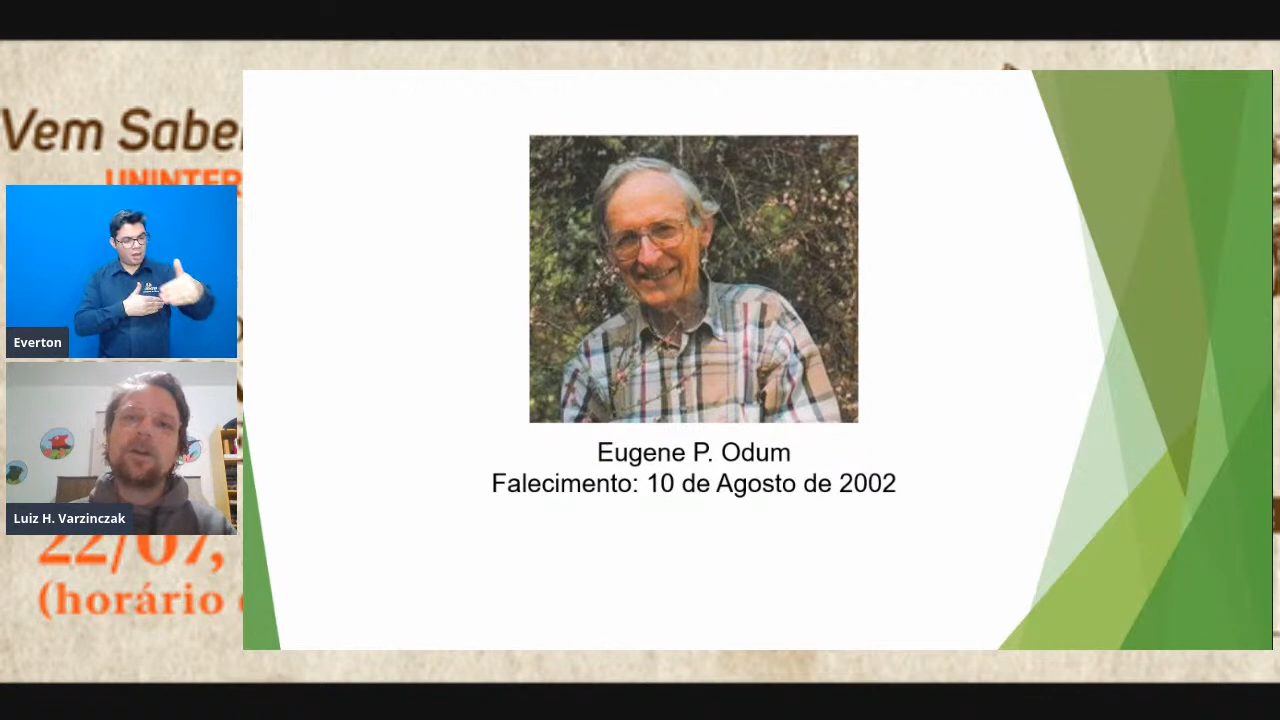 Vem Saber
UNINTER
Everton
Luiz H. Varzinczak
22/07,
(horário
Eugene P. Odum
Falecimento: 10 de Agosto de 2002